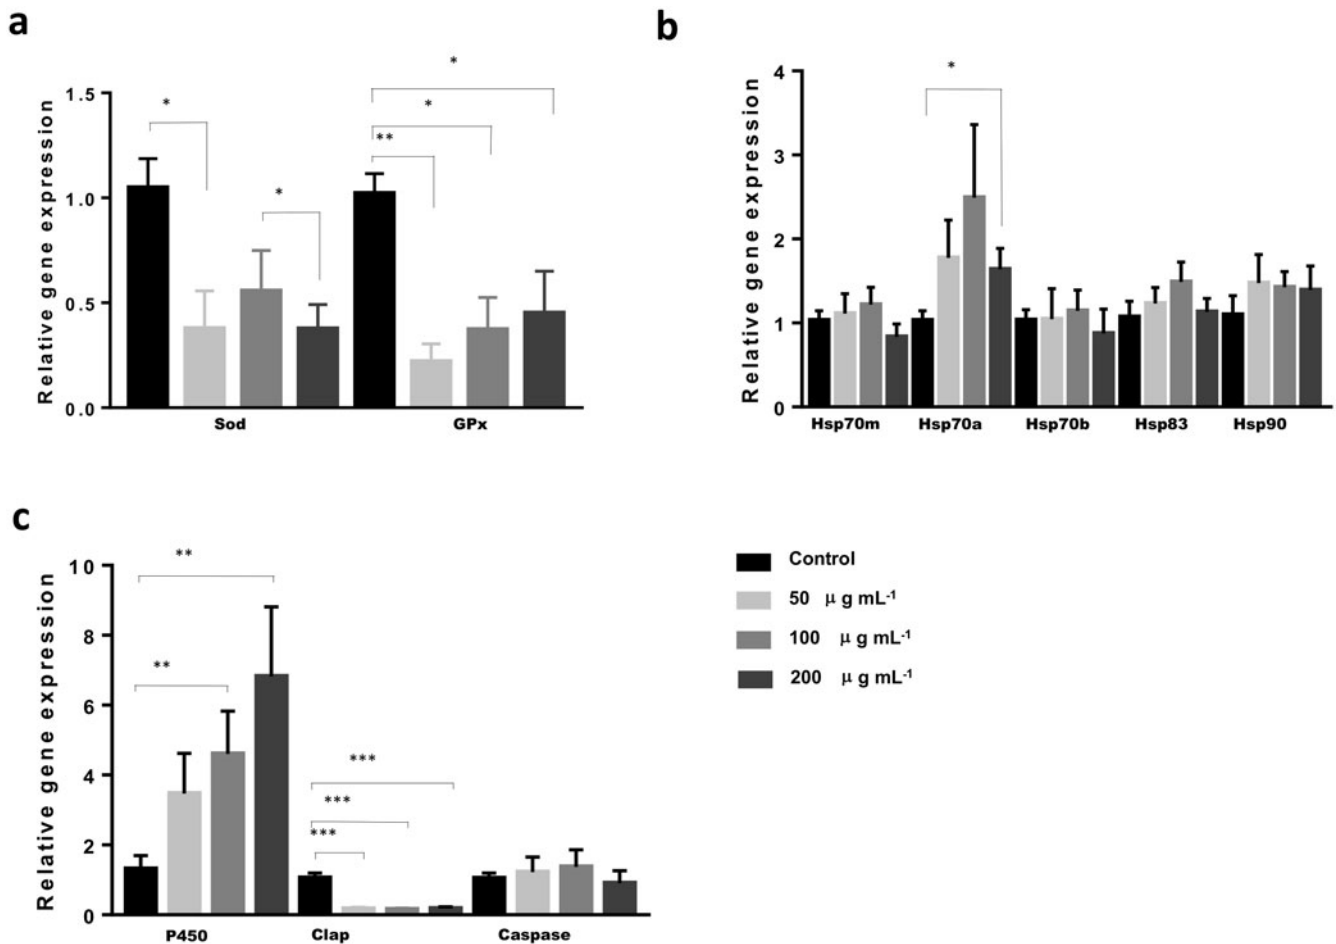 a
Relative gene expression
1.5
1.0
0.5
0.0
*
*
**
*
*
Sod GPx
b
Relative gene expression
4
3
2
1
0
*
Hsp70m Hsp70a Hsp70b Hsp83 Hsp90
c
Relative gene expression
10
8
6
4
2
0
**
**
***
***
***
P450 Clap Caspase
Control
50 μ g mL-1
100 μ g mL-1
200 μ g mL-1